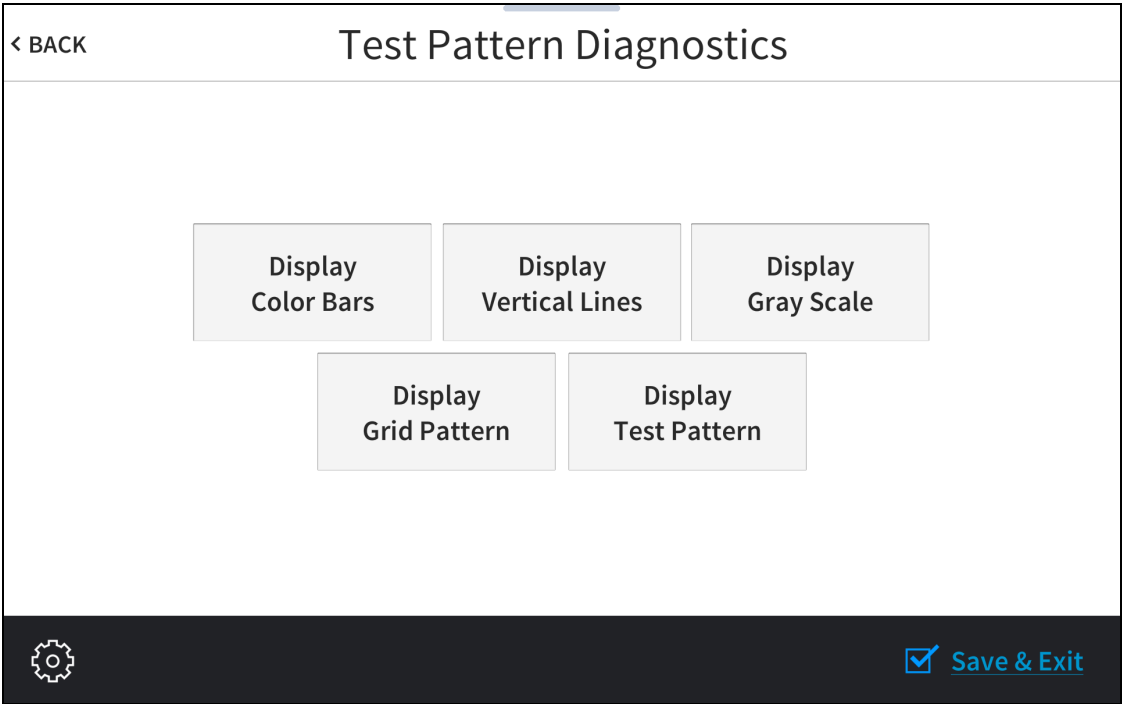 < BACK
Test Pattern Diagnostics
Display
Color Bars
Display
Vertical Lines
Display
Gray Scale
Display
Grid Pattern
Display
Test Pattern
Save & Exit